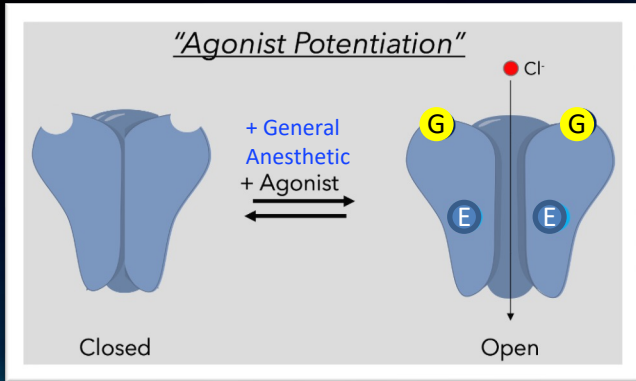 "Agonist Potentiation"
Cl-
G G
+ General
Anesthetic
+ Agonist
E E
Closed Open